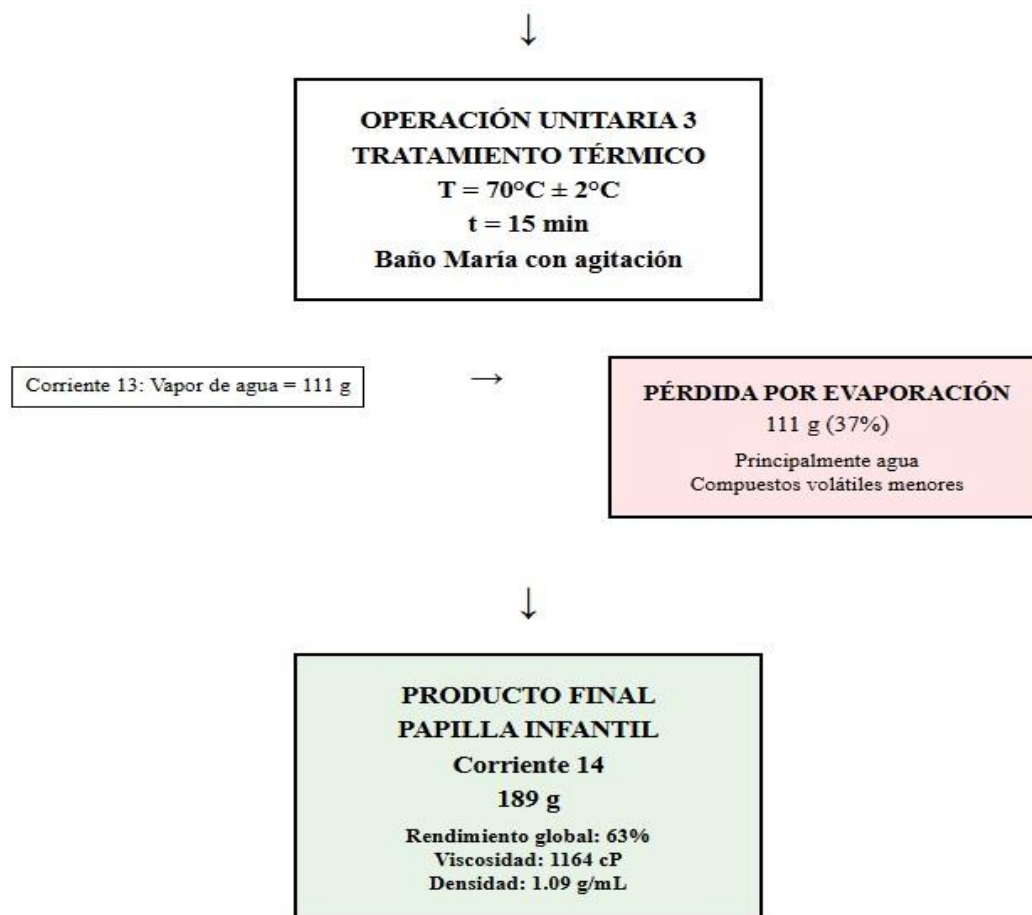 ↓
OPERACIÓN UNITARIA 3
TRATAMIENTO TÉRMICO
T = 70°C ± 2°C
t = 15 min
Baño María con agitación
Corriente 13: Vapor de agua = 111 g
→
PÉRDIDA POR EVAPORACIÓN
111 g (37%)
Principalmente agua
Compuestos volátiles menores
↓
PRODUCTO FINAL
PAPILLA INFANTIL
Corriente 14
189 g
Rendimiento global: 63%
Viscosidad: 1164 cP
Densidad: 1.09 g/mL